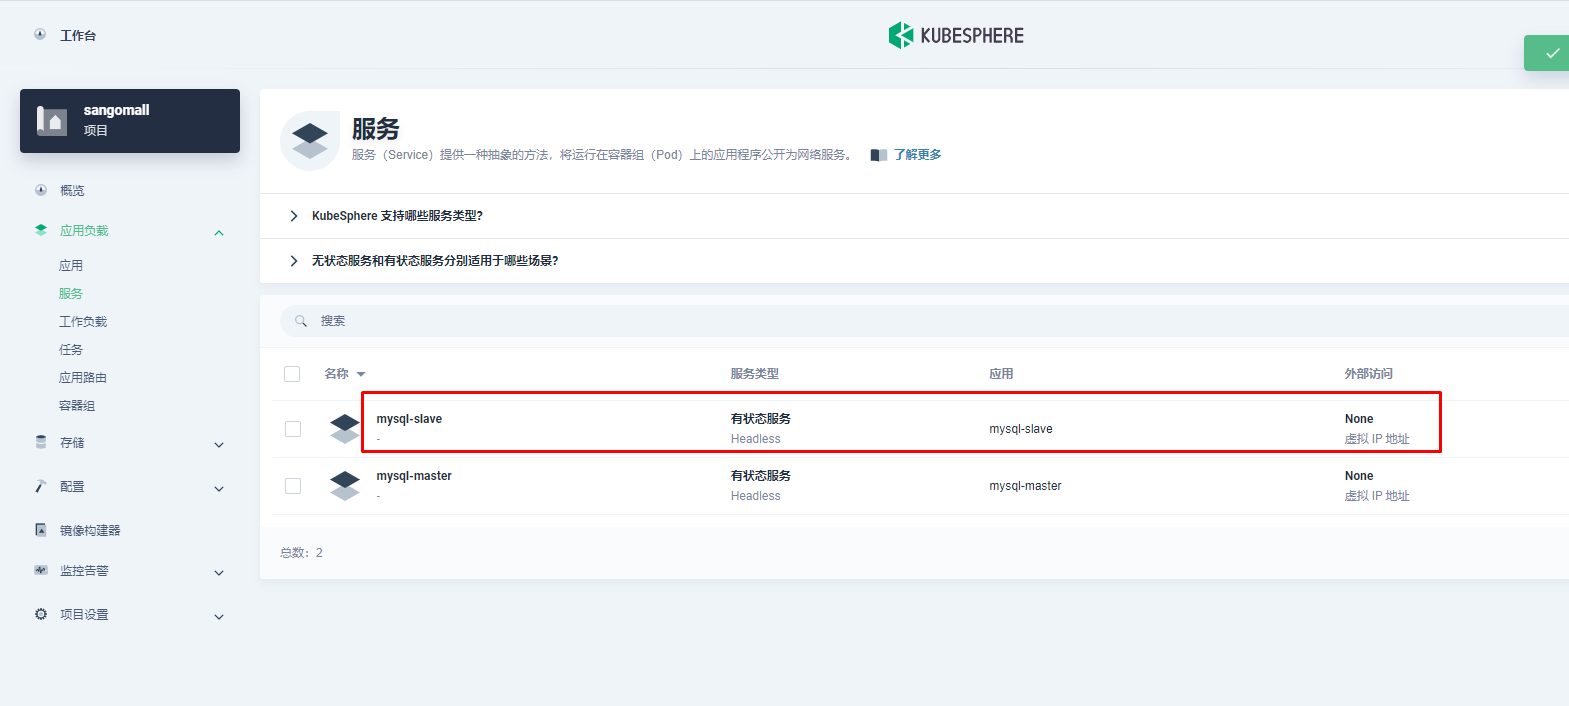 工作台
KUBESPHERE
sangomall
项目
概览
应用负载
应用
服务
工作负载
任务
应用路由
容器组
存储
配置
镜像构建器
监控告警
项目设置
服务
服务（Service）提供一种抽象的方法，将运行在容器组（Pod）上的应用程序公开为网络服务。 了解更多
KubeSphere 支持哪些服务类型？
无状态服务和有状态服务分别适用于哪些场景？
搜索
名称 服务类型 应用 外部访问
mysql-slave 有状态服务 mysql-slave None
- Headless 虚拟 IP 地址
mysql-master 有状态服务 mysql-master None
- Headless 虚拟 IP 地址
总数：2